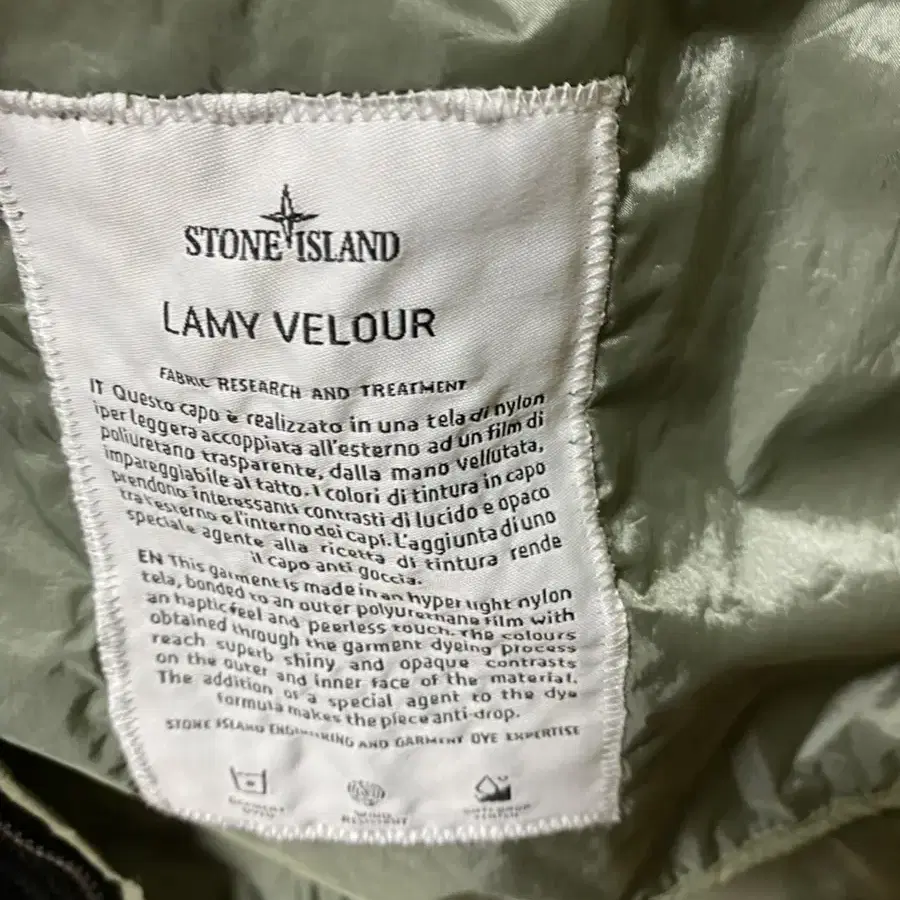 STONE ISLAND
LAMY VELOUR
FABRIC RESEARCH AND TREATMENT
IT Questo capo è realizzato in una tela di nylon
iper leggera accoppiata all'esterno ad un film di
poliuretano trasparente, dalla mano vellutata,
impareggiabile al tatto. I colori di tintura in capo
prendono interessanti contrasti di lucido e opaco
tra l'esterno e l'interno dei capi. L'aggiunta di uno
speciale agente alla ricetta di tintura rende
il capo anti goccia.
EN This garment is made in an hyper light nylon
tela, bonded to an outer polyurethane film with
an haptic feel and peerless touch. The colours
obtained through the garment dyeing process
reach superb shiny and opaque contrasts
on the outer and inner face of the material.
The addition of a special agent to the dye
formula makes the piece anti-drop.
STONE ISLAND ENGINEERING AND GARMENT DYE EXPERTISE
GARMENT WIND ANTI DROP
DYED RESISTANT